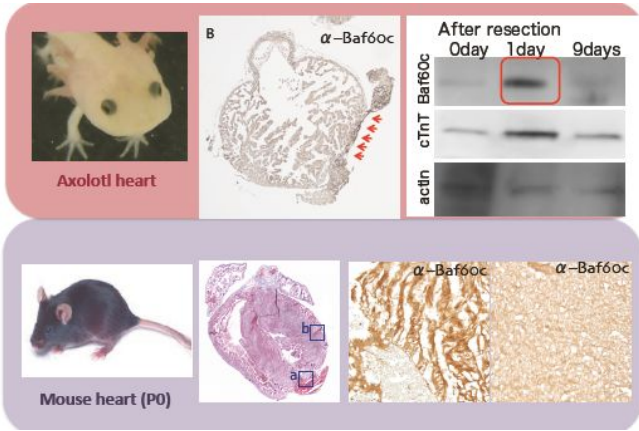 B
α-Baf60c
After resection
0day 1day 9days
Baf60c
cTnT
actin
Axolotl heart
b
a
α-Baf60c
α-Baf60c
Mouse heart (P0)